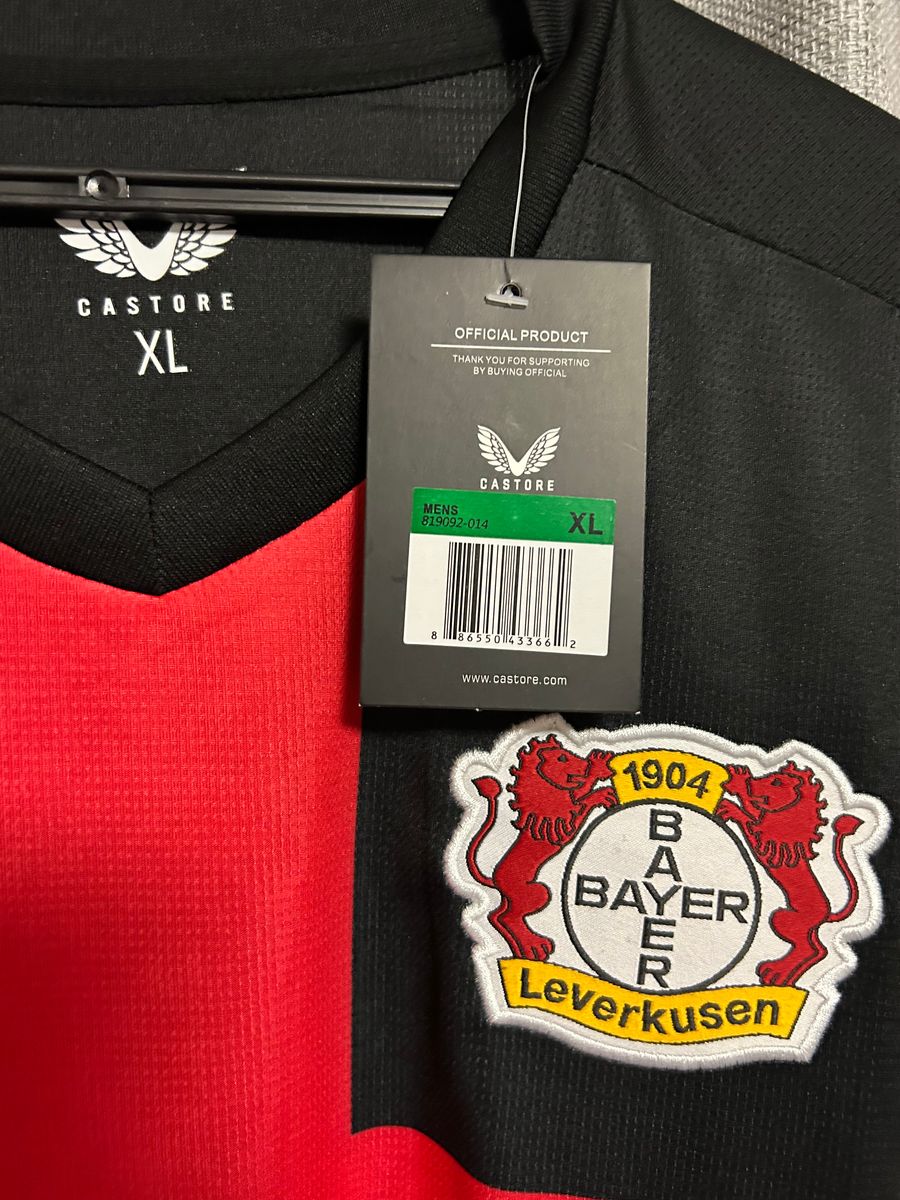 CASTORE
XL
OFFICIAL PRODUCT
THANK YOU FOR SUPPORTING
BY BUYING OFFICIAL
CASTORE
MENS
819092-014
XL
8 86550 43366 2
www.castore.com
1904
BAYER
BAYER
Leverkusen